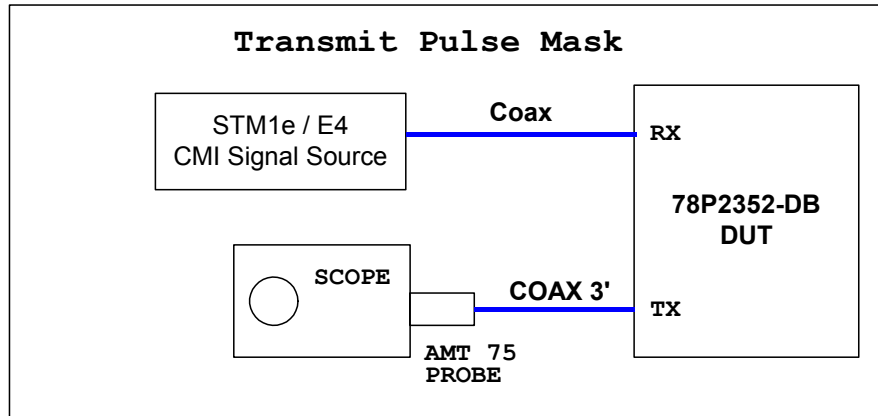 Transmit Pulse Mask
STM1e / E4
CMI Signal Source
Coax
RX
78P2352-DB
DUT
SCOPE
COAX 3'
TX
AMT 75
PROBE